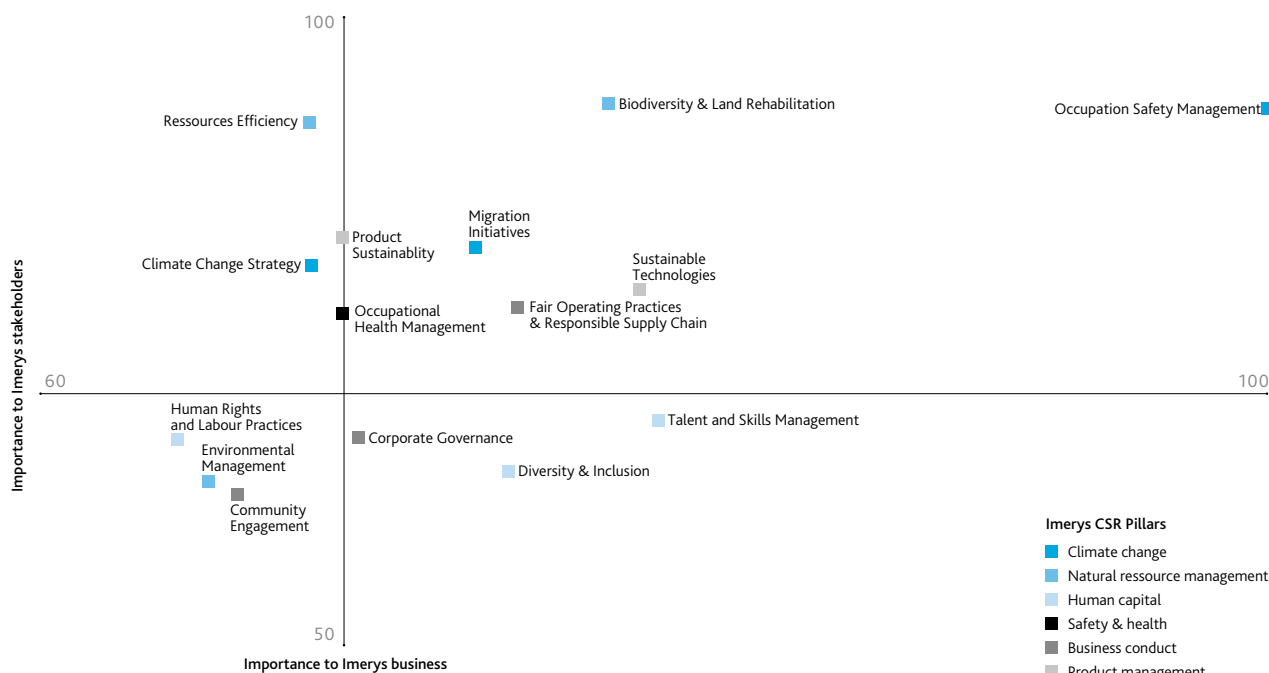 100
Biodiversity & Land Rehabilitation
Occupation Safety Management
Ressources Efficiency
Migration
Initiatives
Product
Sustainablity
Climate Change Strategy
Sustainable
Technologies
Occupational
Health Management
Fair Operating Practices
& Responsible Supply Chain
Importance to Imerys stakeholders
60
100
Human Rights
and Labour Practices
Talent and Skills Management
Corporate Governance
Environmental
Management
Diversity & Inclusion
Community
Engagement
Imerys CSR Pillars
Climate change
Natural ressource management
Human capital
Safety & health
Business conduct
Product management
50
Importance to Imerys business